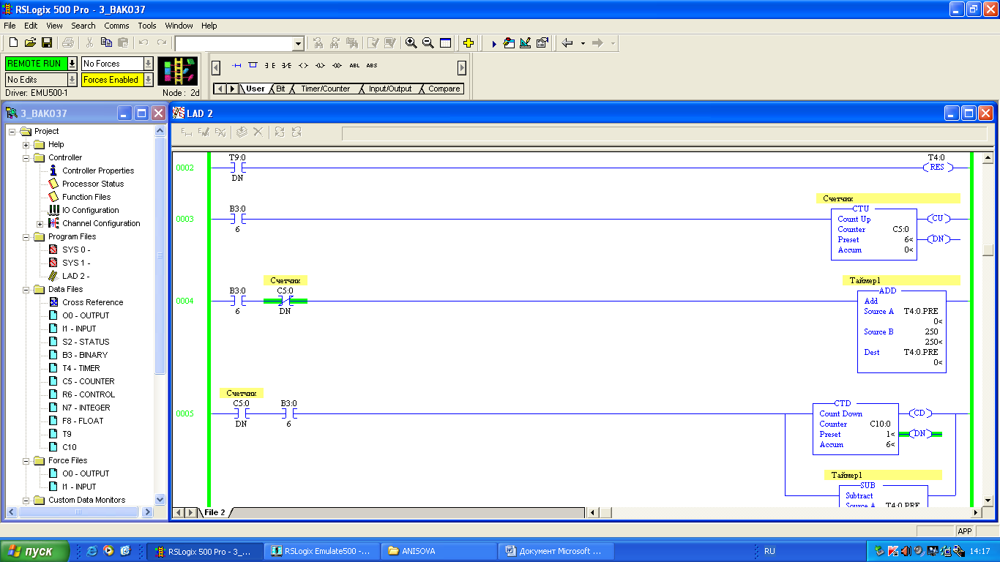 RSLogix 500 Pro - 3_BAK037
File Edit View Search Comms Tools Window Help
REMOTE RUN No Forces
No Edits Forces Enabled
Driver: EMU500-1 Node : 2d
ABL ABS
User Bit Timer/Counter Input/Output Compare
3_BAK037
Project
Help
Controller
Controller Properties
Processor Status
Function Files
IO Configuration
Channel Configuration
Program Files
SYS 0 -
SYS 1 -
LAD 2 -
Data Files
Cross Reference
O0 - OUTPUT
I1 - INPUT
S2 - STATUS
B3 - BINARY
T4 - TIMER
C5 - COUNTER
R6 - CONTROL
N7 - INTEGER
F8 - FLOAT
T9
C10
Force Files
O0 - OUTPUT
I1 - INPUT
Custom Data Monitors
LAD 2
0002
T9:0
DN
T4:0
RES
0003
B3:0
6
Счетчик
CTU
Count Up
Counter C5:0
Preset 6<
Accum 0<
CU
DN
0004
B3:0
6
Счетчик
C5:0
DN
Таймер1
ADD
Add
Source A T4:0.PRE
0<
Source B 250
250<
Dest T4:0.PRE
0<
0005
Счетчик
C5:0
DN
B3:0
6
CTD
Count Down
Counter C10:0
Preset 1<
Accum 6<
CD
DN
Таймер1
SUB
Subtract
Source A T4:0.PRE
File 2
APP
пуск
RSLogix 500 Pro - 3_...
RSLogix Emulate500 -...
ANISOVA
Документ Microsoft ...
RU
14:17